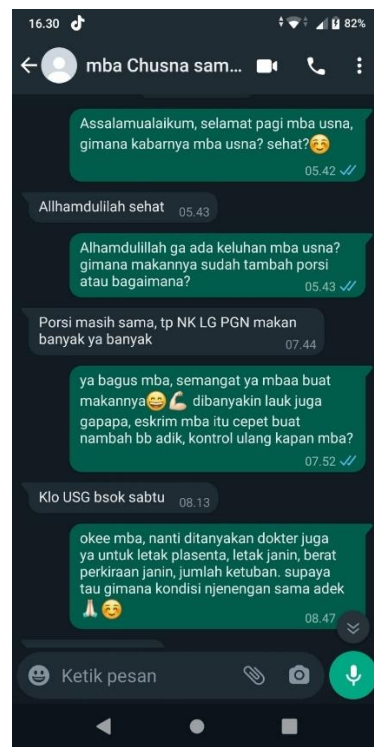 16.30
82%
mba Chusna sam...
Assalamualaikum, selamat pagi mba usna,
gimana kabarnya mba usna? sehat?
05.42
Allhamdulilah sehat
05.43
Alhamdulillah ga ada keluhan mba usna?
gimana makannya sudah tambah porsi
atau bagaimana?
05.43
Porsi masih sama, tp NK LG PGN makan
banyak ya banyak
07.44
ya bagus mba, semangat ya mbaa buat
makannya dibanyakin lauk juga
gapapa, eskrim mba itu cepet buat
nambah bb adik, kontrol ulang kapan mba?
07.52
Klo USG bsok sabtu
08.13
okee mba, nanti ditanyakan dokter juga
ya untuk letak plasenta, letak janin, berat
perkiraan janin, jumlah ketuban. supaya
tau gimana kondisi njenengan sama adek
08.47
Ketik pesan